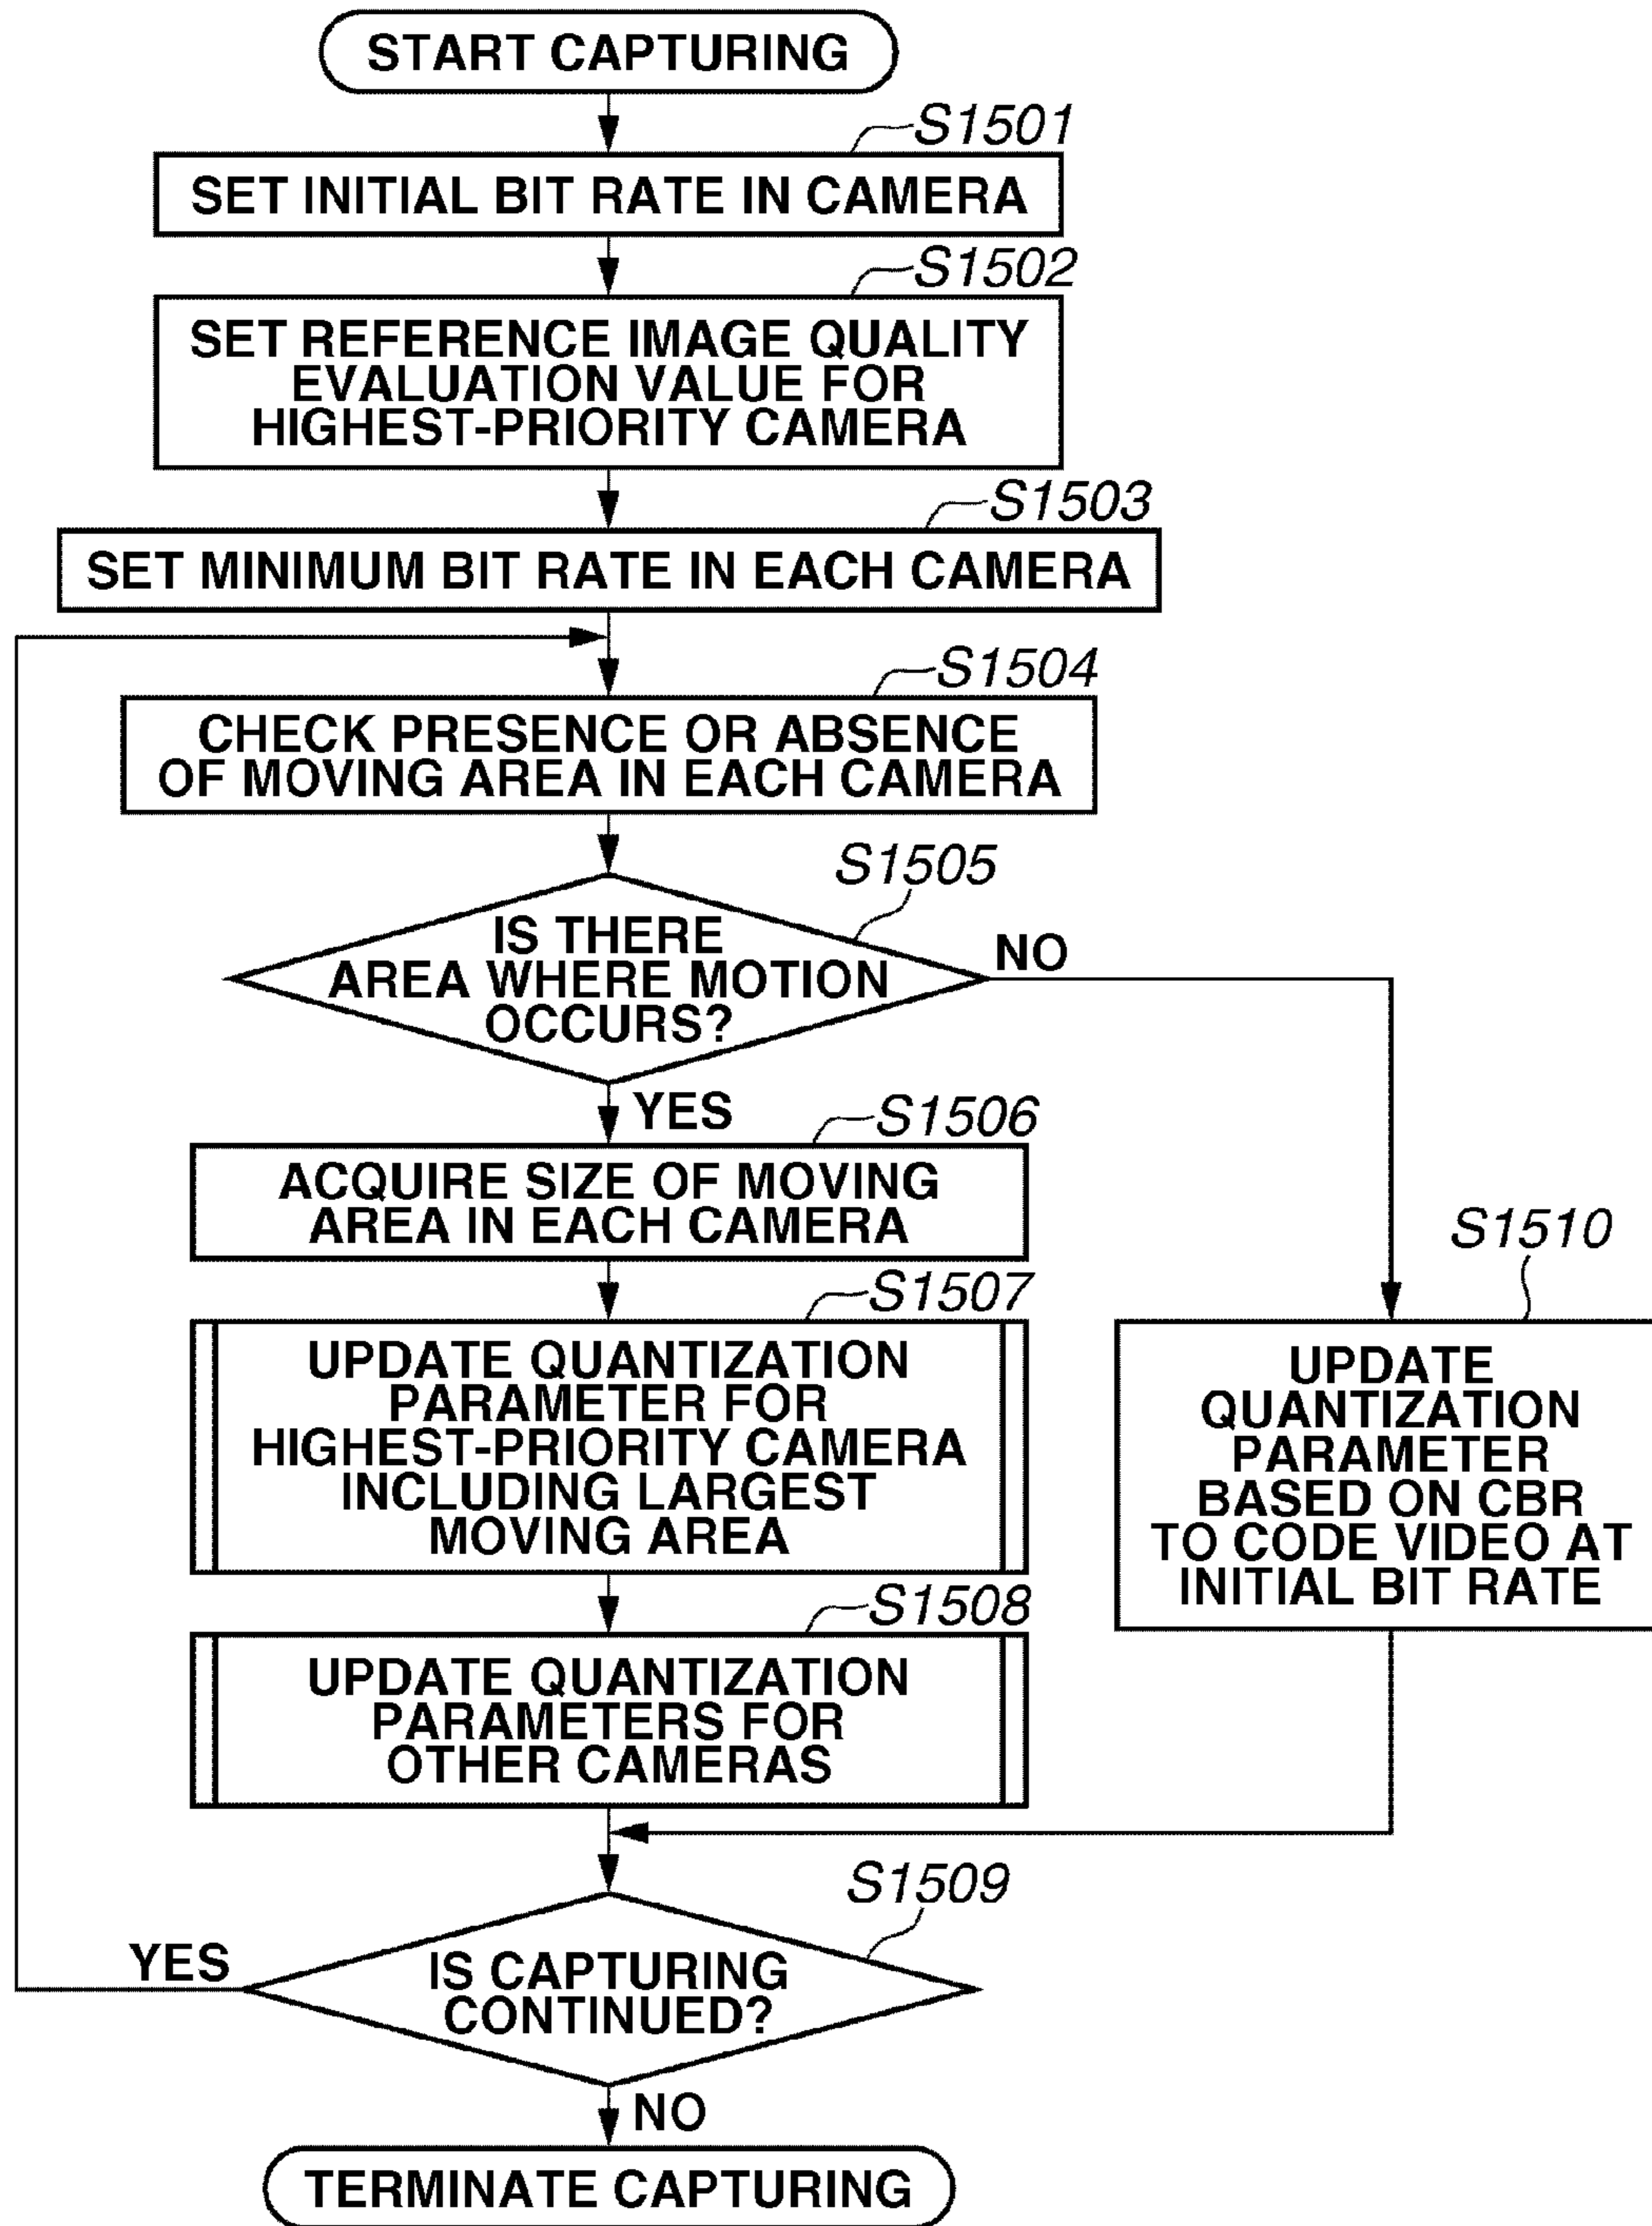 START CAPTURING
S1501
SET INITIAL BIT RATE IN CAMERA
S1502
SET REFERENCE IMAGE QUALITY
EVALUATION VALUE FOR
HIGHEST-PRIORITY CAMERA
S1503
SET MINIMUM BIT RATE IN EACH CAMERA
S1504
CHECK PRESENCE OR ABSENCE
OF MOVING AREA IN EACH CAMERA
S1505
IS THERE
AREA WHERE MOTION
OCCURS?
NO
YES
S1506
ACQUIRE SIZE OF MOVING
AREA IN EACH CAMERA
S1507
UPDATE QUANTIZATION
PARAMETER FOR
HIGHEST-PRIORITY CAMERA
INCLUDING LARGEST
MOVING AREA
S1510
UPDATE
QUANTIZATION
PARAMETER
BASED ON CBR
TO CODE VIDEO AT
INITIAL BIT RATE
S1508
UPDATE QUANTIZATION
PARAMETERS FOR
OTHER CAMERAS
S1509
IS CAPTURING
CONTINUED?
YES
NO
TERMINATE CAPTURING